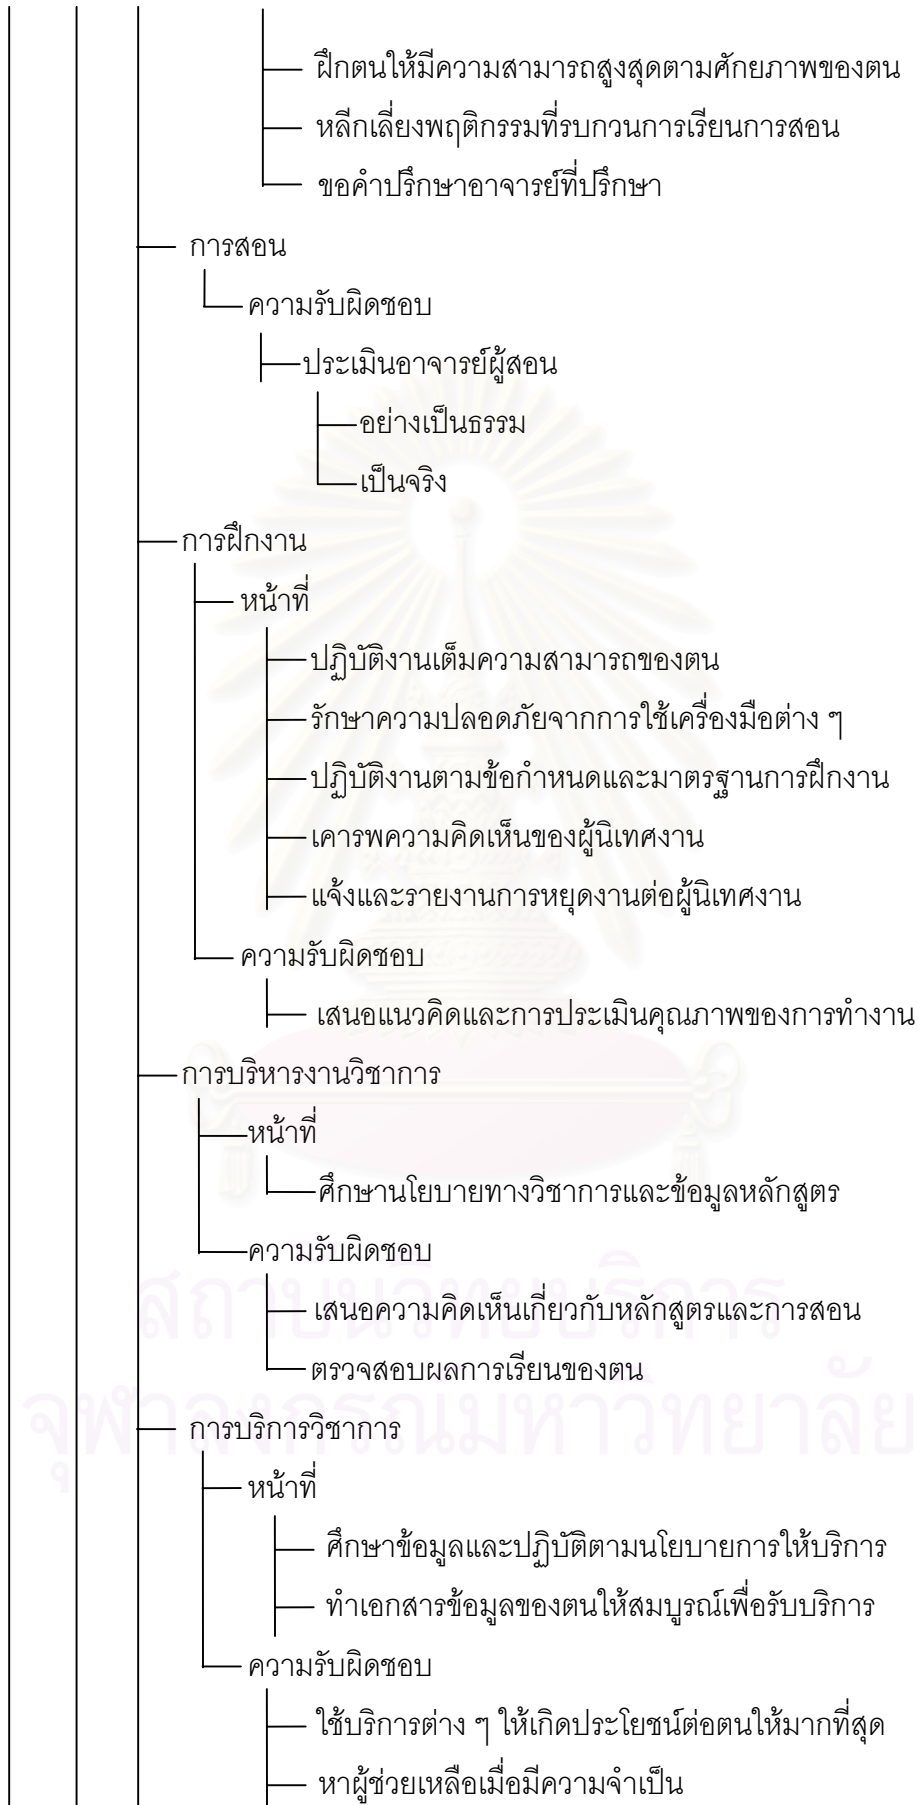 ฝึกตนให้มีความสามารถสูงสุดตามศักยภาพของตน
หลีกเลี่ยงพฤติกรรมที่รบกวนการเรียนการสอน
ขอคำปรึกษาอาจารย์ที่ปรึกษา
การสอน
ความรับผิดชอบ
ประเมินอาจารย์ผู้สอน
อย่างเป็นธรรม
เป็นจริง
การฝึกงาน
หน้าที่
ปฏิบัติงานเต็มความสามารถของตน
รักษาความปลอดภัยจากการใช้เครื่องมือต่าง ๆ
ปฏิบัติงานตามข้อกำหนดและมาตรฐานการฝึกงาน
เคารพความคิดเห็นของผู้นิเทศงาน
แจ้งและรายงานการหยุดงานต่อผู้นิเทศงาน
ความรับผิดชอบ
เสนอแนวคิดและการประเมินคุณภาพของการทำงาน
การบริหารงานวิชาการ
หน้าที่
ศึกษานโยบายทางวิชาการและข้อมูลหลักสูตร
ความรับผิดชอบ
สถาบันวิทยบริการ
เสนอความคิดเห็นเกี่ยวกับหลักสูตรและการสอน
ตรวจสอบผลการเรียนของตน
จุฬาลงกรณ์มหาวิทยาลัย
การบริการวิชาการ
หน้าที่
ศึกษาข้อมูลและปฏิบัติตามนโยบายการให้บริการ
ทำเอกสารข้อมูลของตนให้สมบูรณ์เพื่อรับบริการ
ความรับผิดชอบ
ใช้บริการต่าง ๆ ให้เกิดประโยชน์ต่อตนให้มากที่สุด
หาผู้ช่วยเหลือเมื่อมีความจำเป็น